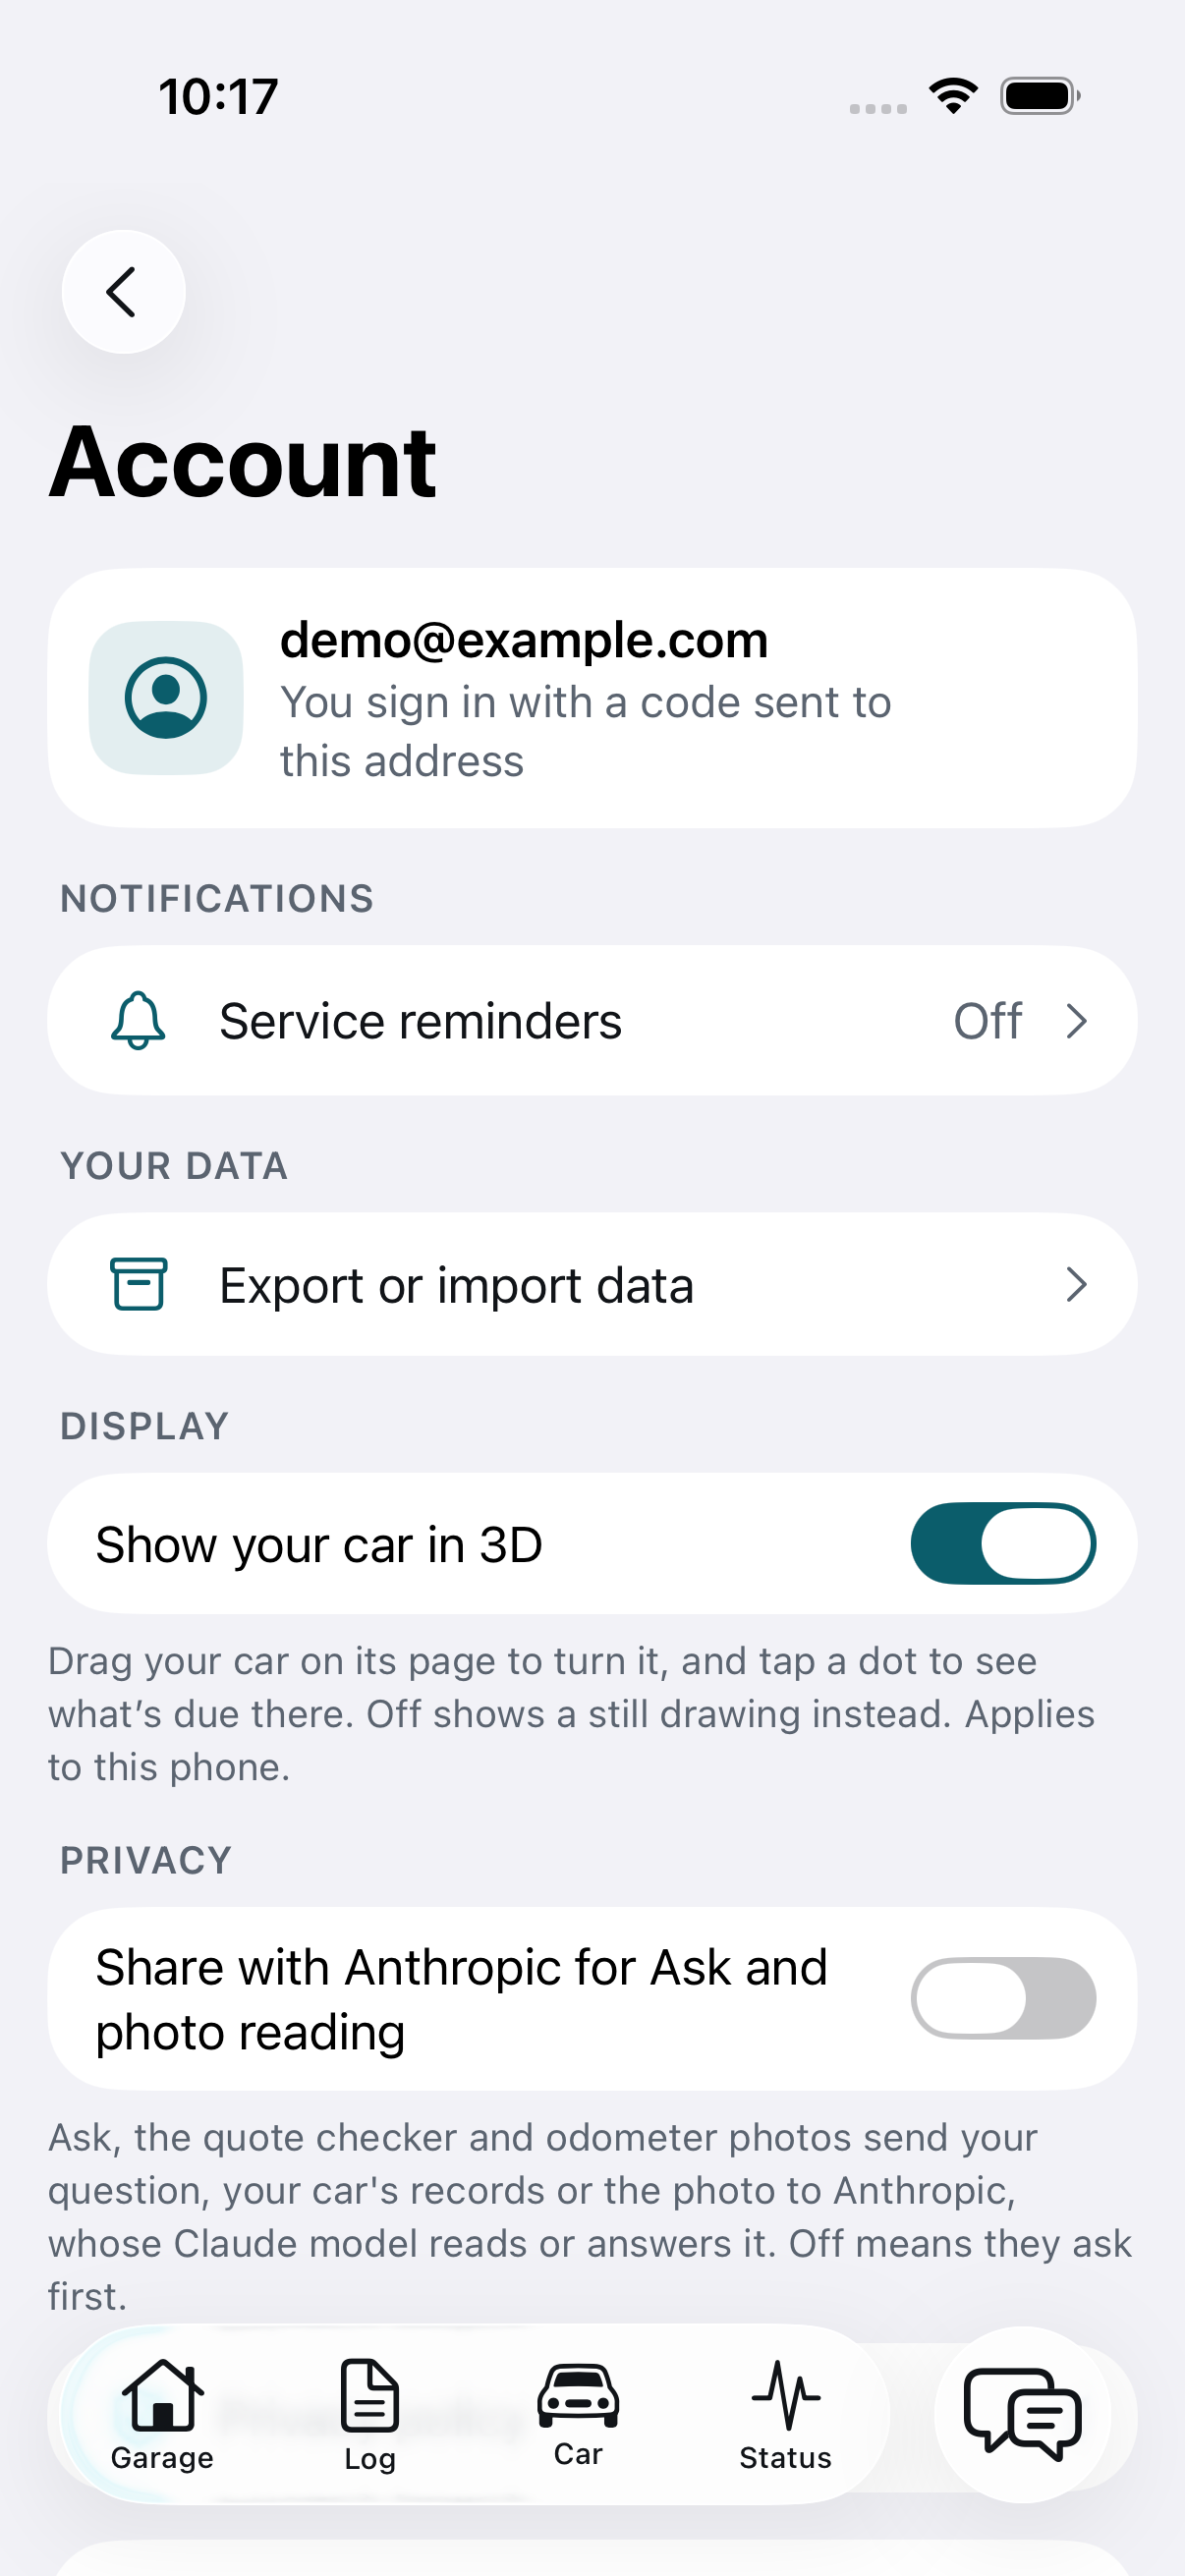 10:17
Account
demo@example.com
You sign in with a code sent to
this address
NOTIFICATIONS
Service reminders
Off
YOUR DATA
Export or import data
DISPLAY
Show your car in 3D
Drag your car on its page to turn it, and tap a dot to see
what’s due there. Off shows a still drawing instead. Applies
to this phone.
PRIVACY
Share with Anthropic for Ask and
photo reading
Ask, the quote checker and odometer photos send your
question, your car's records or the photo to Anthropic,
whose Claude model reads or answers it. Off means they ask
first.
Garage
Log
Car
Status